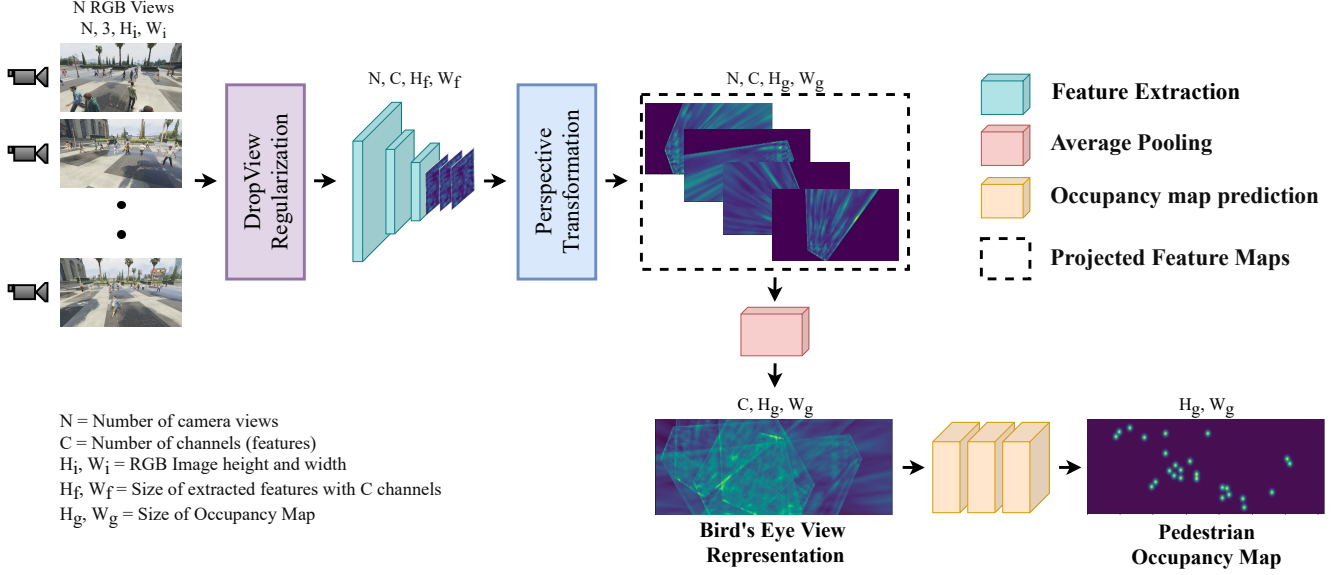 N RGB Views
N, 3, Hi, Wi
DropView
Regularization
N, C, Hf, Wf
Perspective
Transformation
N, C, Hg, Wg
Feature Extraction
Average Pooling
Occupancy map prediction
Projected Feature Maps
N = Number of camera views
C = Number of channels (features)
Hi, Wi = RGB Image height and width
Hf, Wf = Size of extracted features with C channels
Hg, Wg = Size of Occupancy Map
C, Hg, Wg
Bird's Eye View
Representation
Hg, Wg
Pedestrian
Occupancy Map